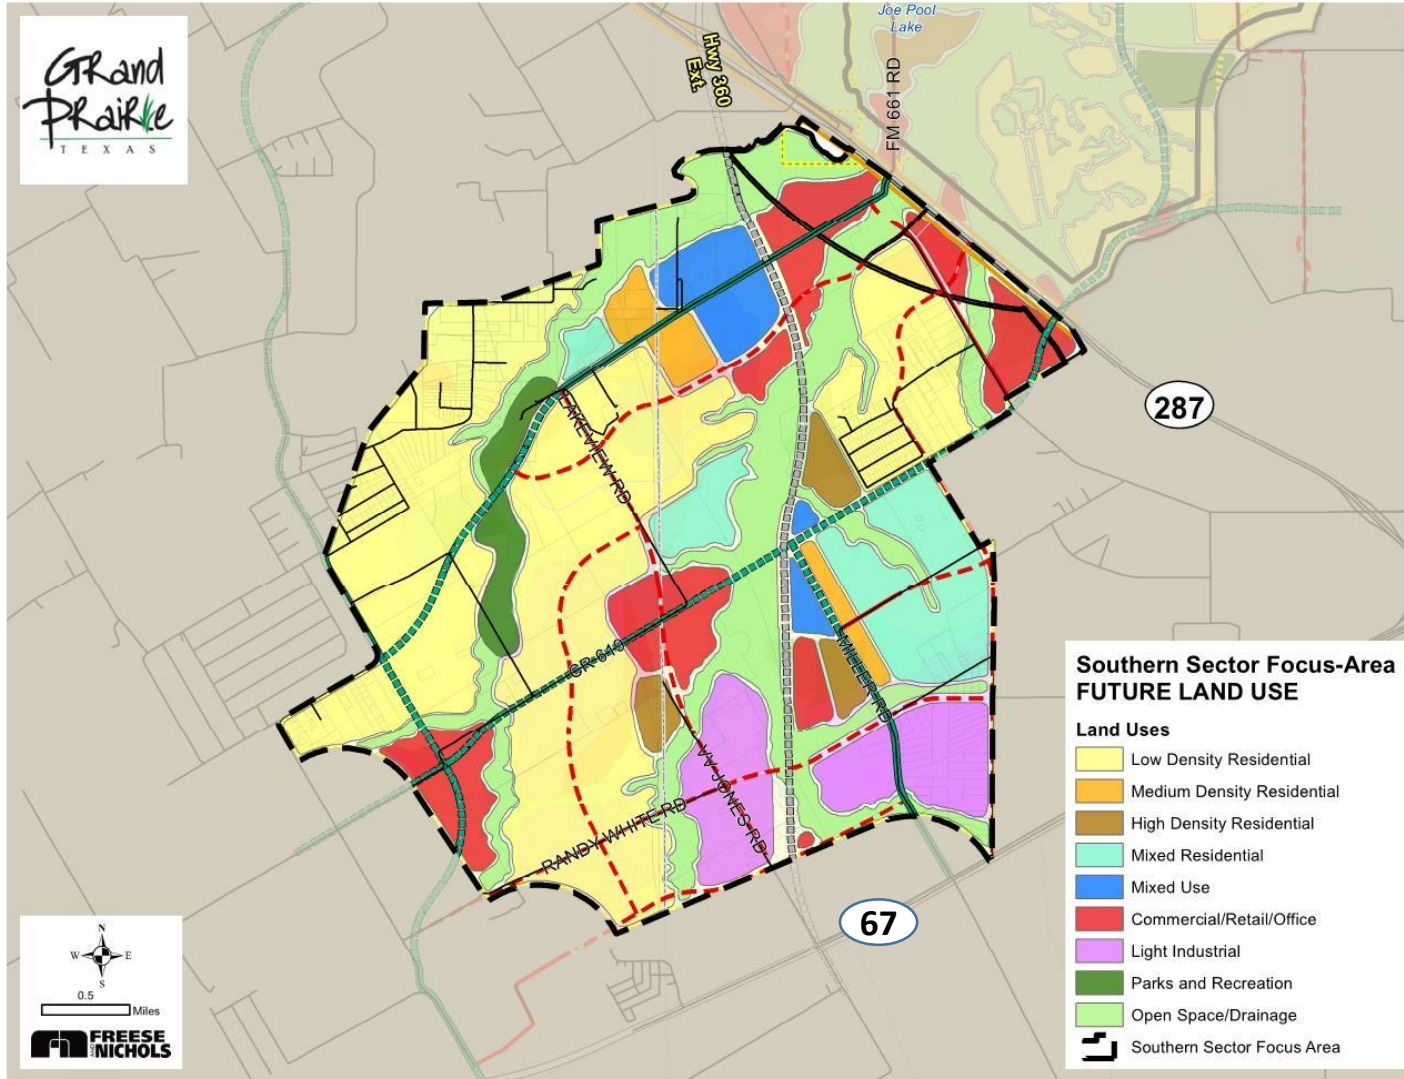 GRand
PRaiRie
TEXAS
Joe Pool
Lake
Hwy 360
Ext.
FM 661 RD
287
LAKEVIEW RD
CR 619
MILLER RD
VV JONES RD
RANDY WHITE RD
67
Southern Sector Focus-Area
FUTURE LAND USE
Land Uses
Low Density Residential
Medium Density Residential
High Density Residential
Mixed Residential
Mixed Use
Commercial/Retail/Office
Light Industrial
Parks and Recreation
Open Space/Drainage
Southern Sector Focus Area
N
W E
S
0.5
Miles
FREESE
AND NICHOLS